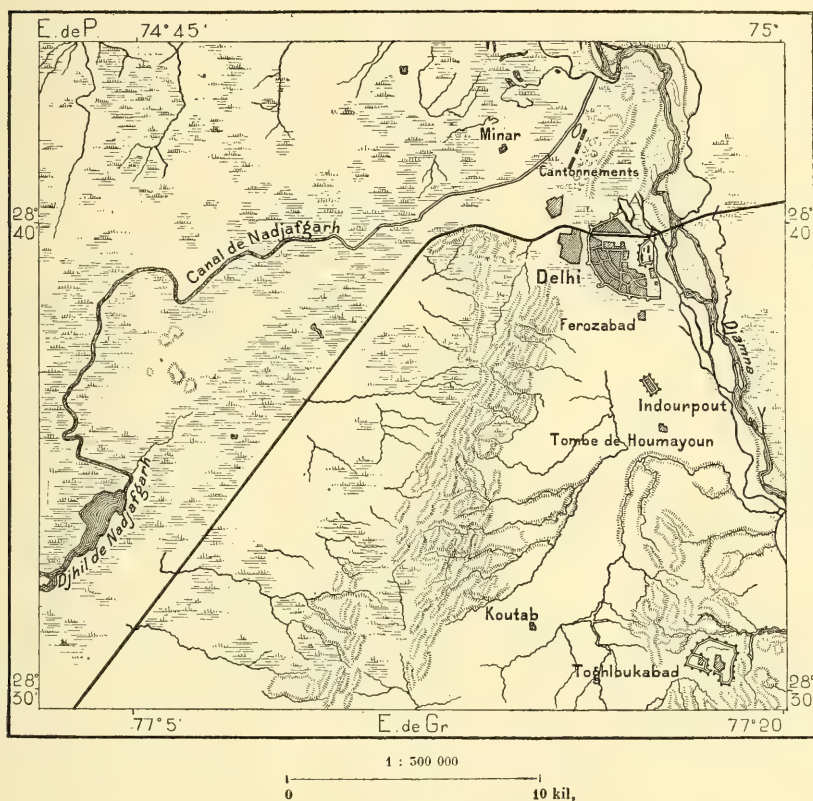 E. de P. 74°45' 75°
Minar
Cantonnements
28° 40' 28° 40'
Canal de Nadjafgarh
Delhi
Ferozabad
Djamna
Indourpout
Tombe de Houmayoun
Djhil de Nadjafgarh
Koutab
Toghloukabad
28° 30' 28° 30'
77°5' E. de Gr 77°20
1 : 300 000
0 10 kil,